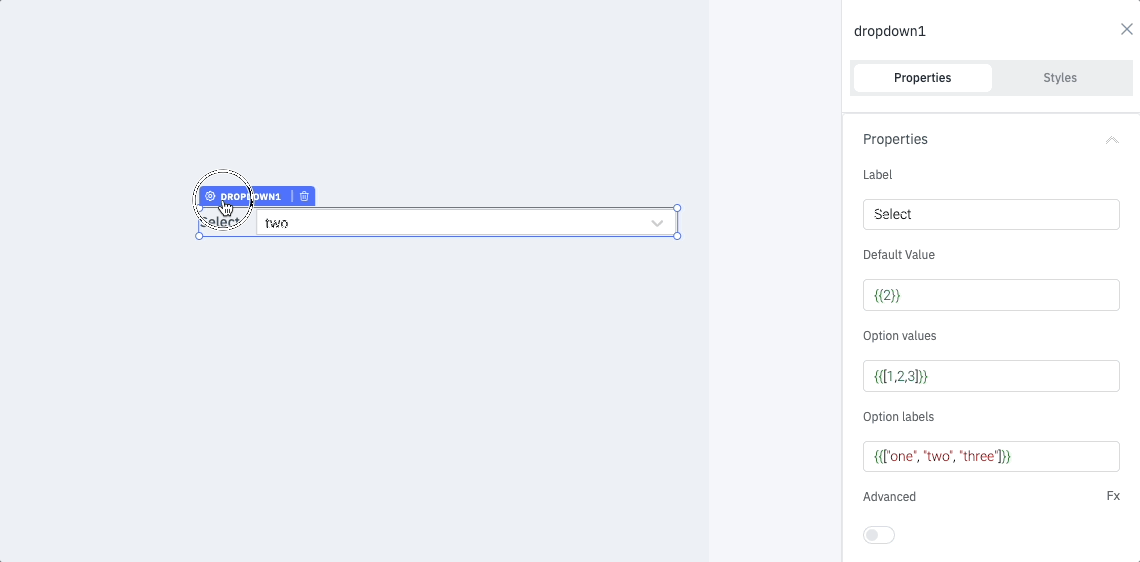 DROPDOWN1
Select
two
dropdown1
Properties
Styles
Properties
Label
Select
Default Value
{{2}}
Option values
{{[1,2,3]}}
Option labels
{{["one", "two", "three"]}}
Advanced
Fx